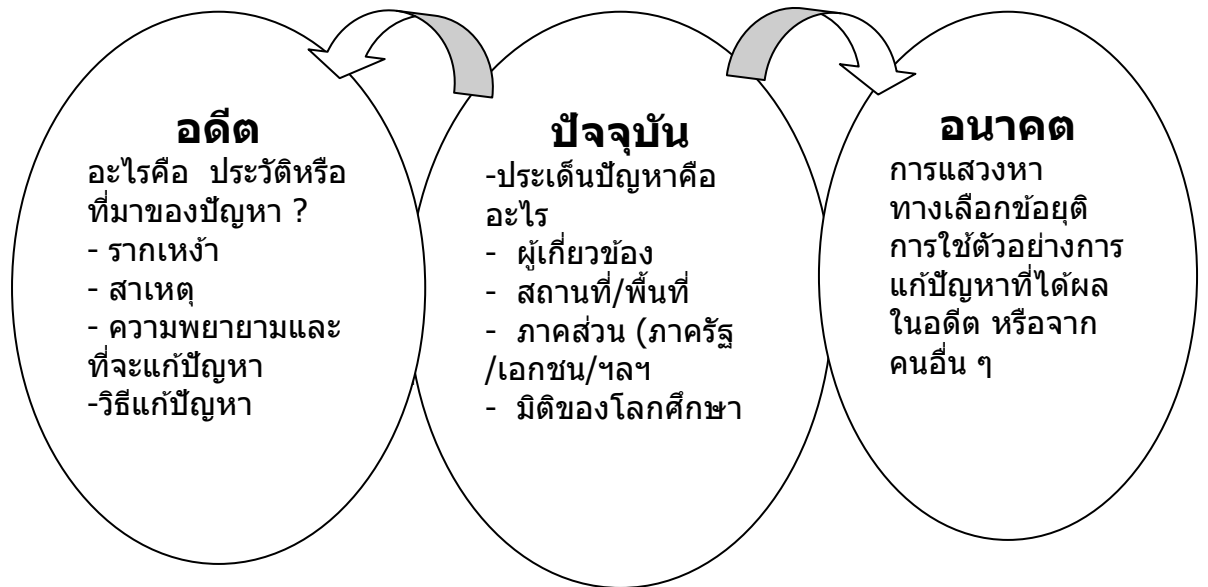 อดีต
อะไรคือ ประวัติหรือ
ที่มาของปัญหา ?
- รากเหง้า
- สาเหตุ
- ความพยายามและ
ที่จะแก้ปัญหา
-วิธีแก้ปัญหา
ปัจจุบัน
-ประเด็นปัญหาคือ
อะไร
- ผู้เกี่ยวข้อง
- สถานที่/พื้นที่
- ภาคส่วน (ภาครัฐ
/เอกชน/ฯลฯ
- มิติของโลกศึกษา
อนาคต
การแสวงหา
ทางเลือกข้อยุติ
การใช้ตัวอย่างการ
แก้ปัญหาที่ได้ผล
ในอดีต หรือจาก
คนอื่น ๆ